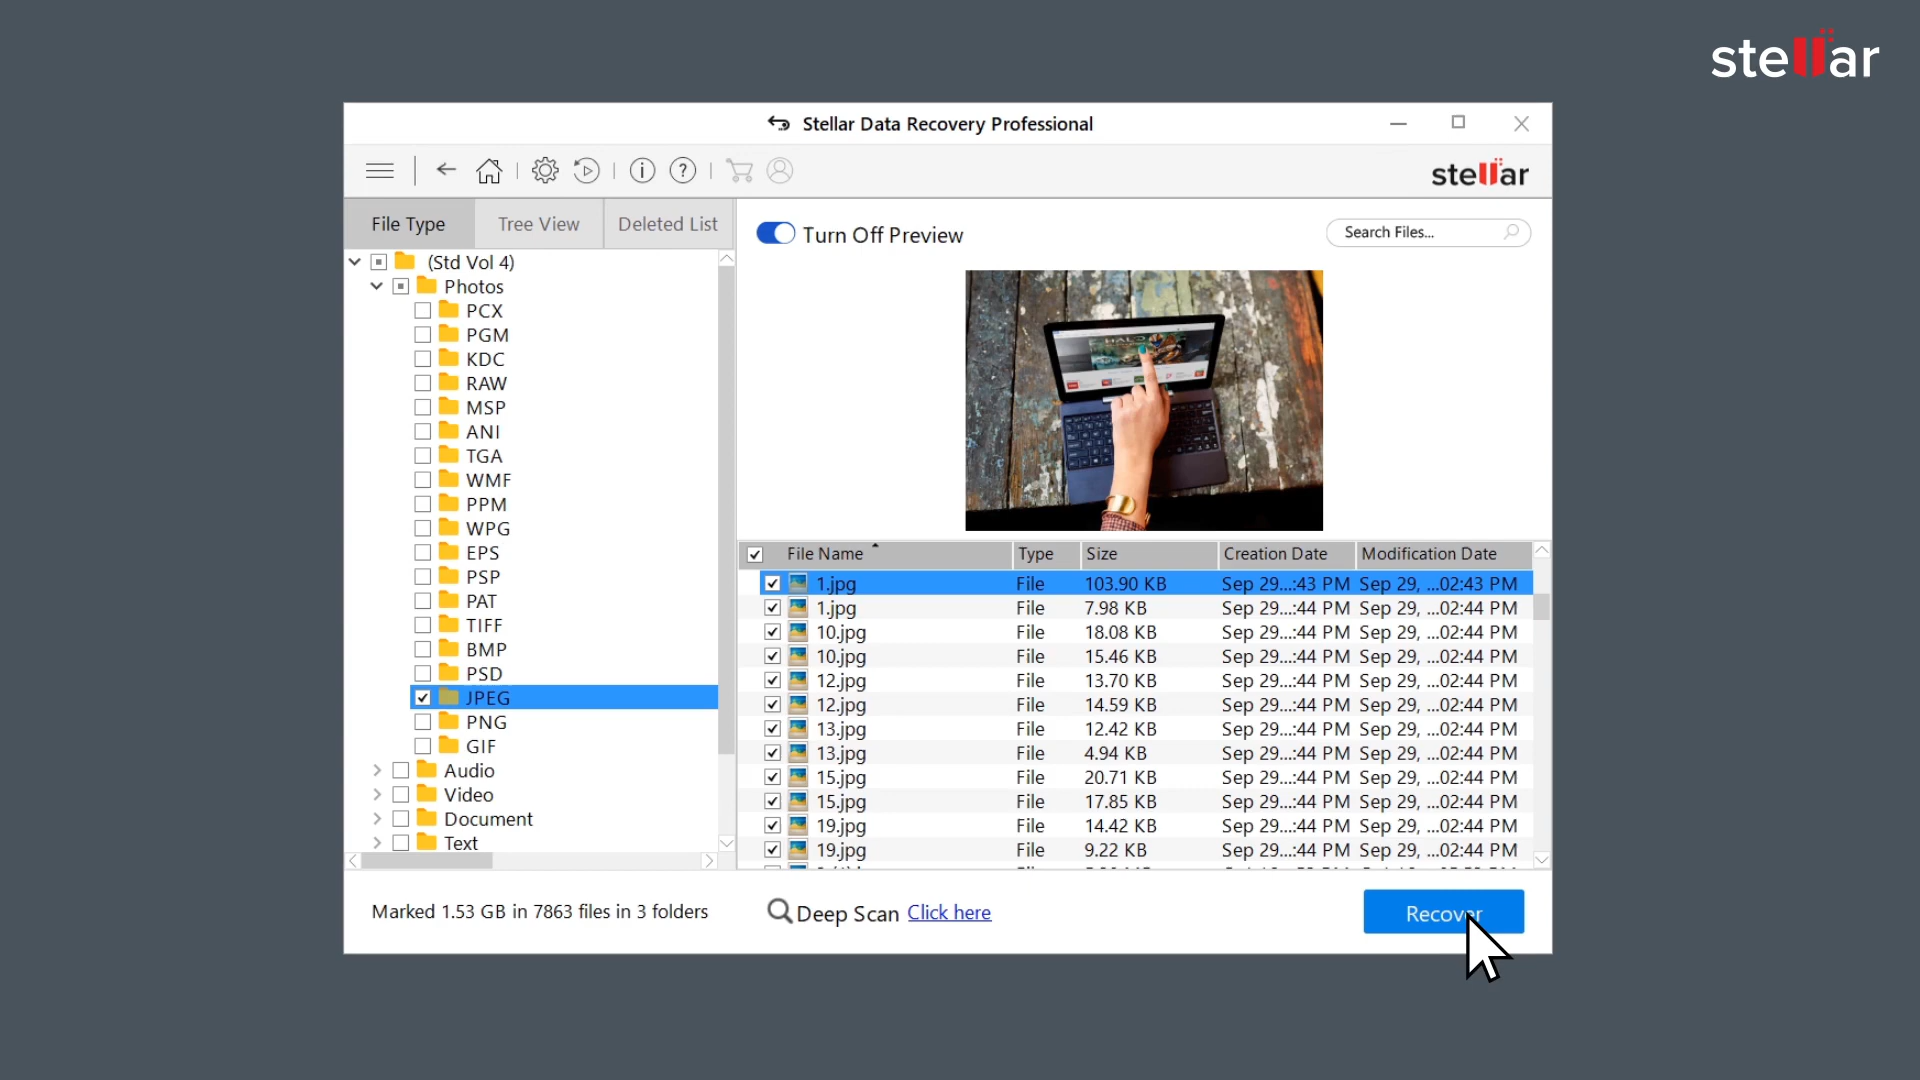 stellar
Stellar Data Recovery Professional
stellar
File Type Tree View Deleted List
Turn Off Preview
Search Files...
(Std Vol 4)
Photos
PCX
PGM
KDC
RAW
MSP
ANI
TGA
WMF
PPM
WPG
EPS
PSP
PAT
TIFF
BMP
PSD
JPEG
PNG
GIF
Audio
Video
Document
Text
HALO
File Name Type Size Creation Date Modification Date
1.jpg File 103.90 KB Sep 29...:43 PM Sep 29, ...02:43 PM
1.jpg File 7.98 KB Sep 29...:44 PM Sep 29, ...02:44 PM
10.jpg File 18.08 KB Sep 29...:44 PM Sep 29, ...02:44 PM
10.jpg File 15.46 KB Sep 29...:44 PM Sep 29, ...02:44 PM
12.jpg File 13.70 KB Sep 29...:44 PM Sep 29, ...02:44 PM
12.jpg File 14.59 KB Sep 29...:44 PM Sep 29, ...02:44 PM
13.jpg File 12.42 KB Sep 29...:44 PM Sep 29, ...02:44 PM
13.jpg File 4.94 KB Sep 29...:44 PM Sep 29, ...02:44 PM
15.jpg File 20.71 KB Sep 29...:44 PM Sep 29, ...02:44 PM
15.jpg File 17.85 KB Sep 29...:44 PM Sep 29, ...02:44 PM
19.jpg File 14.42 KB Sep 29...:44 PM Sep 29, ...02:44 PM
19.jpg File 9.22 KB Sep 29...:44 PM Sep 29, ...02:44 PM
Marked 1.53 GB in 7863 files in 3 folders
Deep Scan Click here
Recover